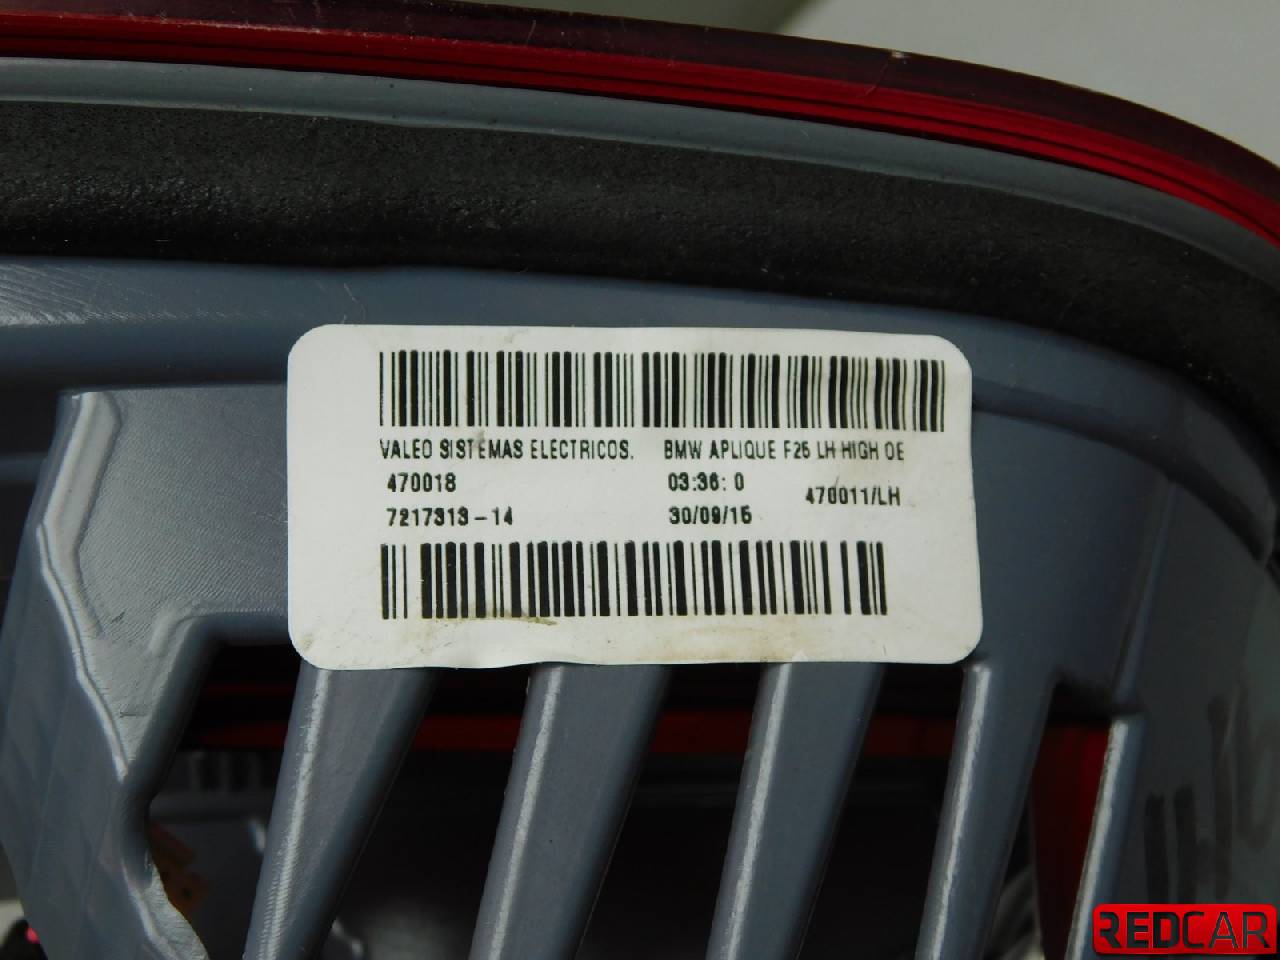 VALEO SISTEMAS ELECTRICOS. BMW APLIQUE F25 LH HIGH OE
470018 03:36: 0 470011/LH
7217313-14 30/09/15
REDCAR